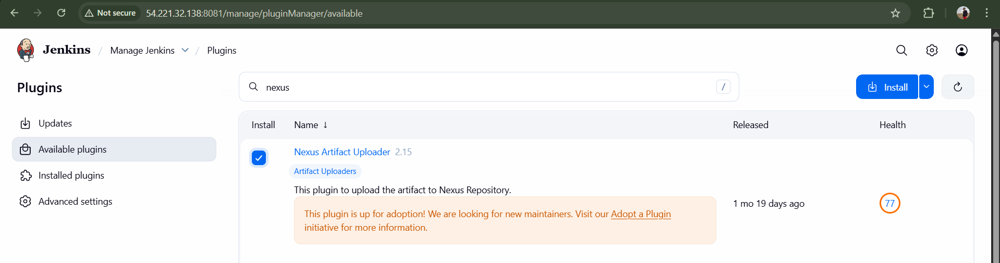 Not secure 54.221.32.138:8081/manage/pluginManager/available
Jenkins / Manage Jenkins / Plugins
Plugins
nexus /
Install
Updates
Available plugins
Installed plugins
Advanced settings
Install Name ↓ Released Health
Nexus Artifact Uploader 2.15
Artifact Uploaders
This plugin to upload the artifact to Nexus Repository.
This plugin is up for adoption! We are looking for new maintainers. Visit our Adopt a Plugin
initiative for more information.
1 mo 19 days ago
77